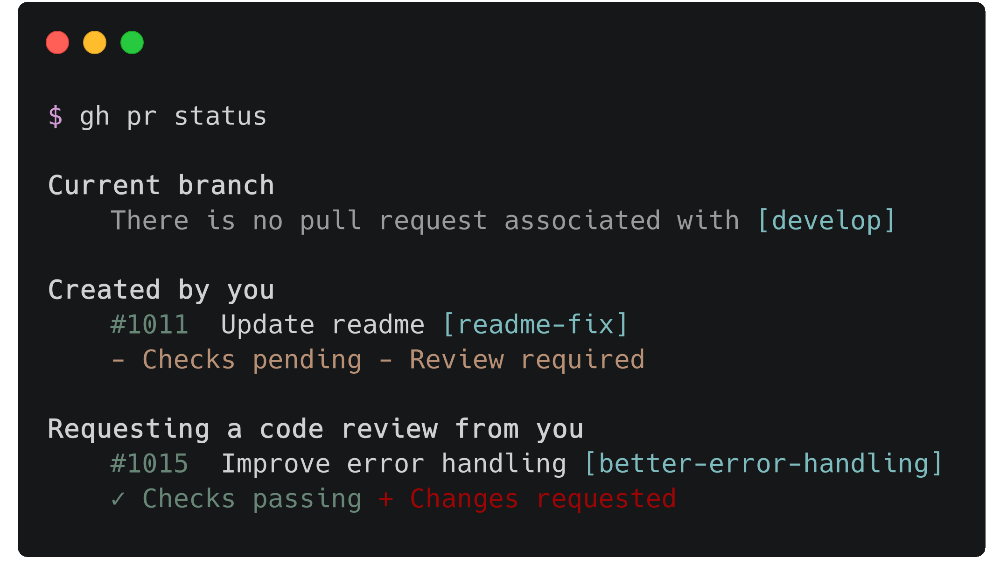 $ gh pr status
Current branch
There is no pull request associated with [develop]
Created by you
#1011  Update readme [readme-fix]
- Checks pending - Review required
Requesting a code review from you
#1015  Improve error handling [better-error-handling]
✓ Checks passing + Changes requested